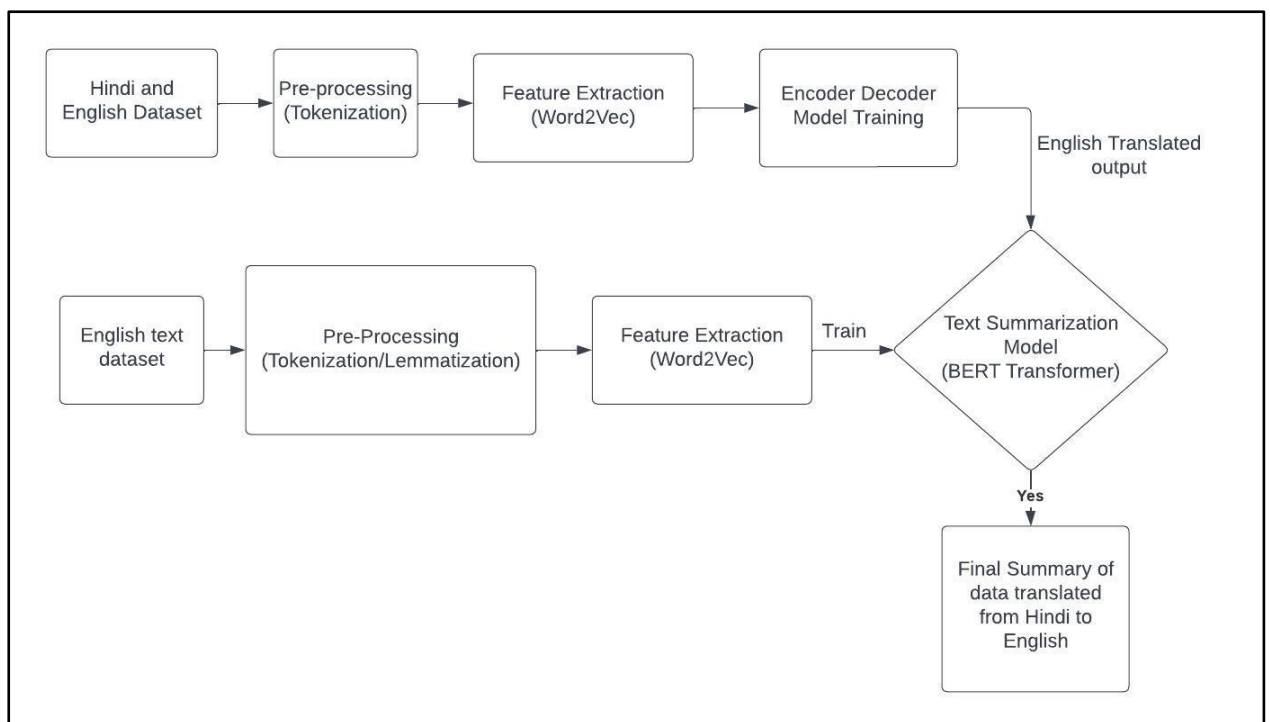 Hindi and
English Dataset
Pre-processing
(Tokenization)
Feature Extraction
(Word2Vec)
Encoder Decoder
Model Training
English Translated
output
English text
dataset
Pre-Processing
(Tokenization/Lemmatization)
Feature Extraction
(Word2Vec)
Train
Text Summarization
Model
(BERT Transformer)
Yes
Final Summary of
data translated
from Hindi to
English